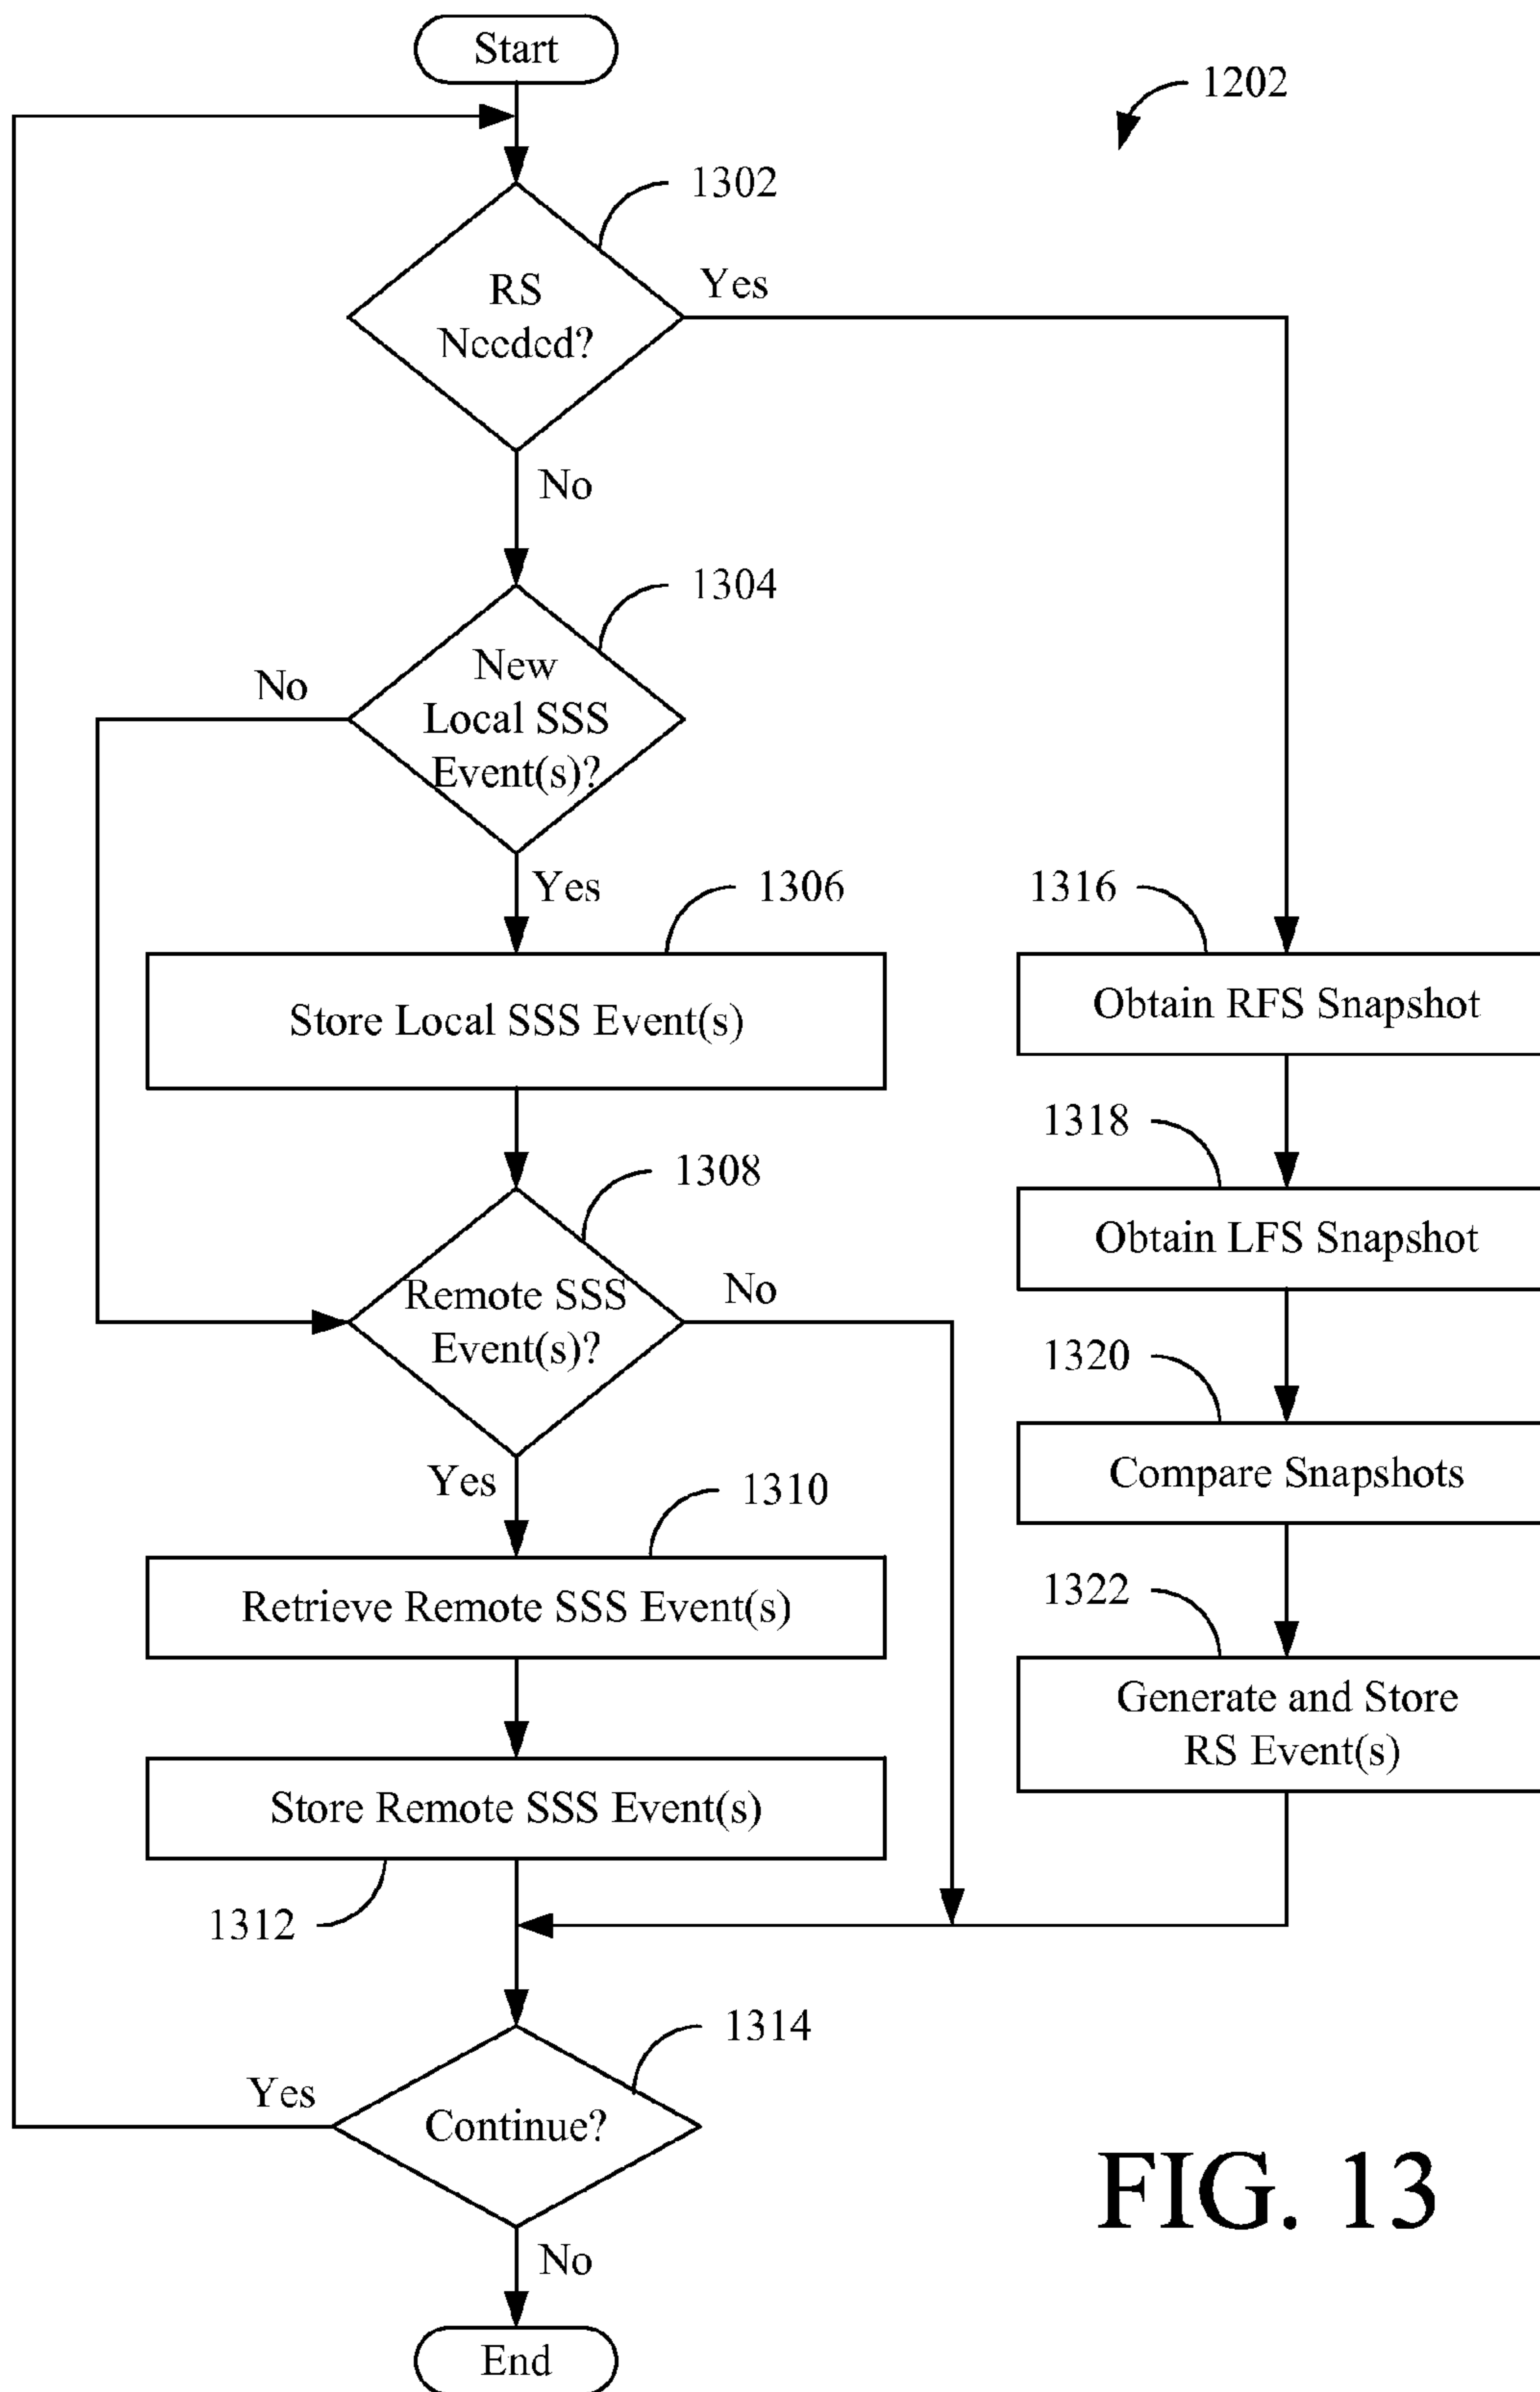 Start
1202
1302
RS
Needed?
Yes
No
1304
New
Local SSS
Event(s)?
No
Yes
1306
Store Local SSS Event(s)
1316
Obtain RFS Snapshot
1318
Obtain LFS Snapshot
1308
Remote SSS
Event(s)?
No
Yes
1320
Compare Snapshots
1310
Retrieve Remote SSS Event(s)
1322
Generate and Store
RS Event(s)
Store Remote SSS Event(s)
1312
1314
Continue?
Yes
No
End
FIG. 13